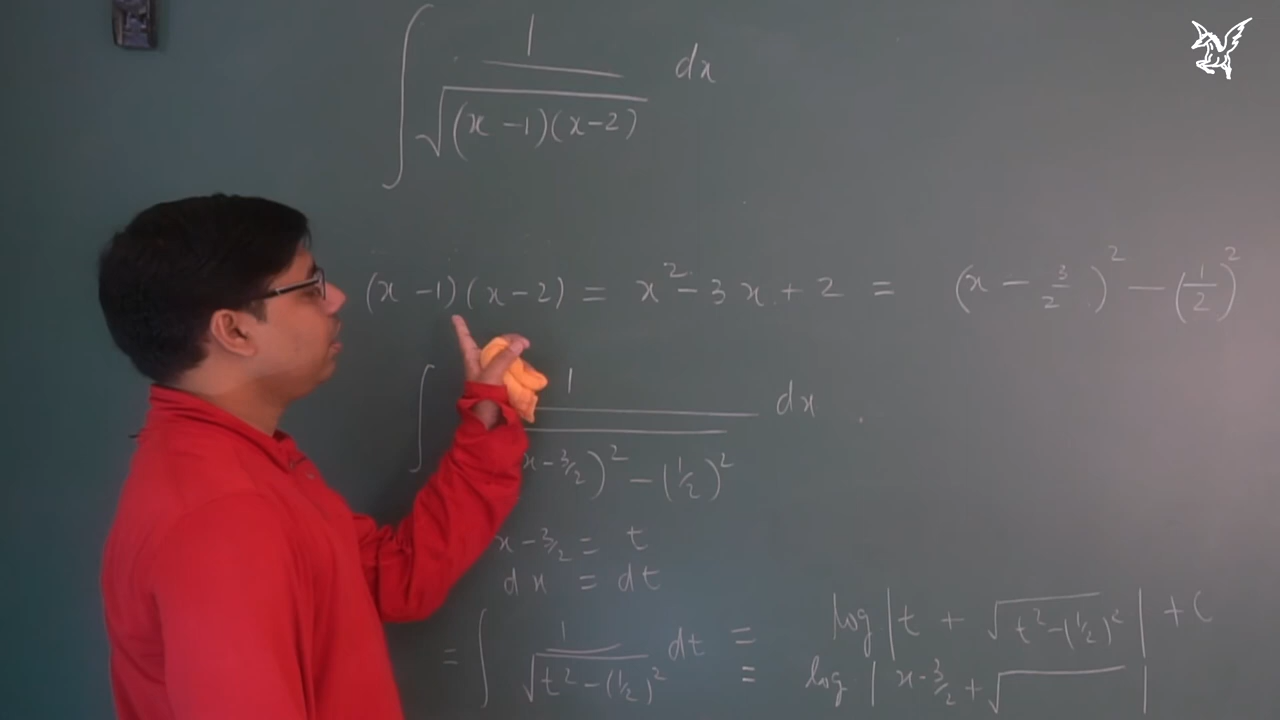 ∫ 1/√((x-1)(x-2)) dx
(x-1)(x-2) = x² - 3x + 2 = (x - 3/2)² - (1/2)²
∫ 1/(x-3/2)² - (1/2)² dx
x - 3/2 = t
dx = dt
= ∫ 1/√(t² - (1/2)²) dt = log |t + √(t² - (1/2)²)| + C
= log |x - 3/2 + √ |